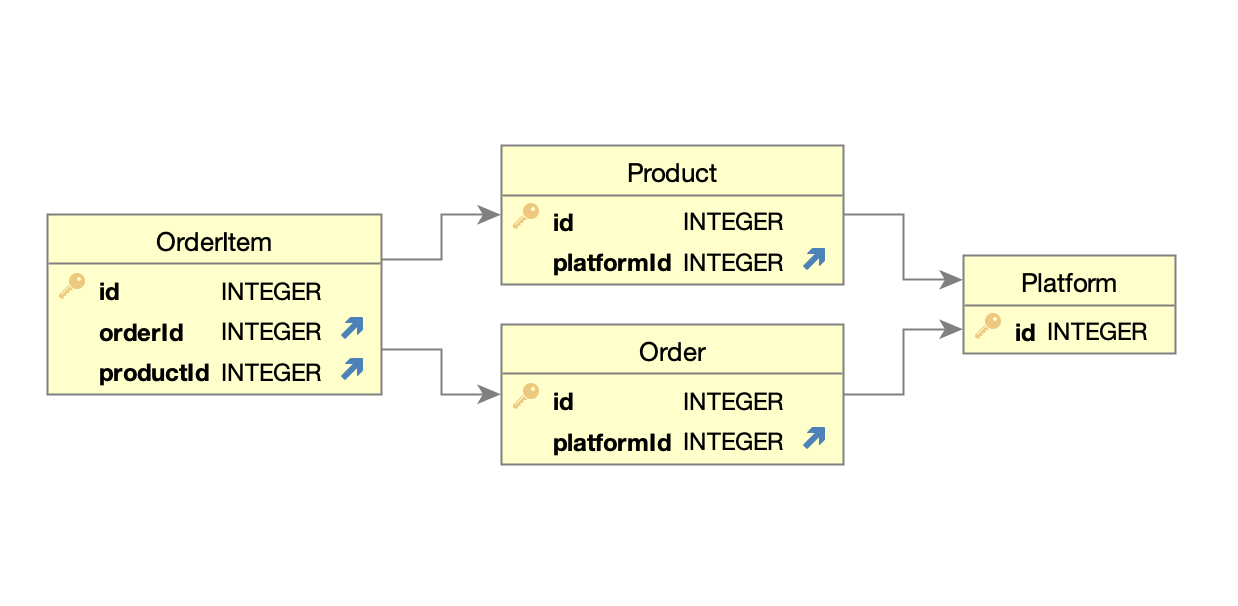 OrderItem
id INTEGER
orderId INTEGER
productId INTEGER
Product
id INTEGER
platformId INTEGER
Order
id INTEGER
platformId INTEGER
Platform
id INTEGER